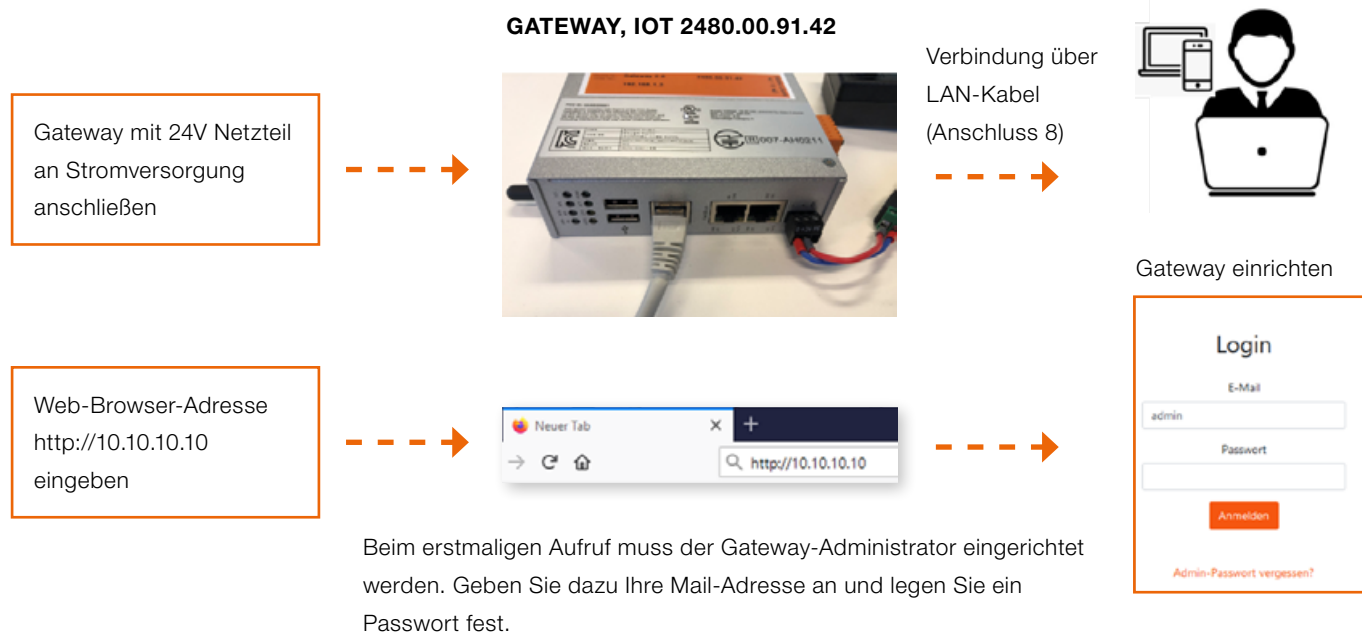 GATEWAY, IOT 2480.00.91.42
Gateway mit 24V Netzteil
an Stromversorgung
anschließen
007-AH0211
Verbindung über
LAN-Kabel
(Anschluss 8)
Gateway einrichten
Web-Browser-Adresse
http://10.10.10.10
eingeben
Neuer Tab
http://10.10.10.10
Login
E-Mail
admin
Passwort
Anmelden
Admin-Passwort vergessen?
Beim erstmaligen Aufruf muss der Gateway-Administrator eingerichtet
werden. Geben Sie dazu Ihre Mail-Adresse an und legen Sie ein
Passwort fest.